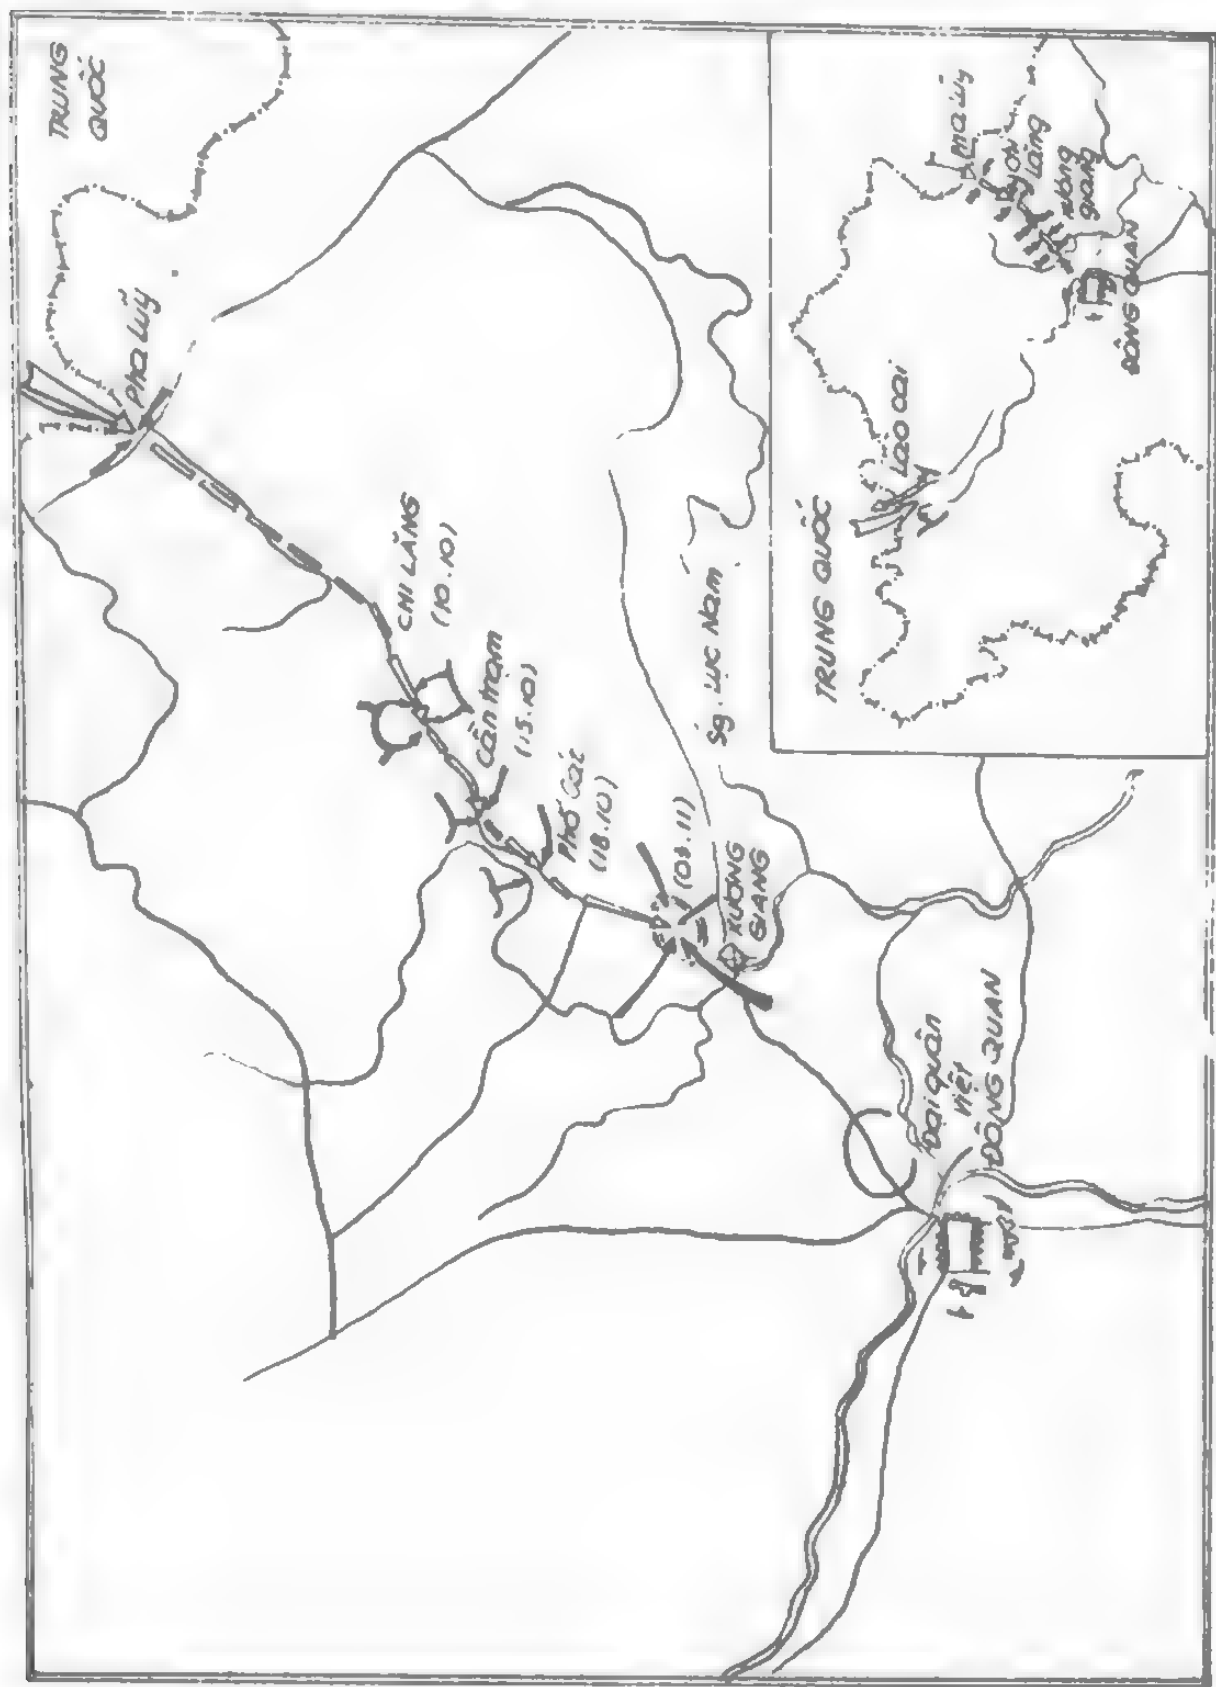 TRUNG
QUỐC
Pha Luỹ
CHI LĂNG
(10.10)
Cần trạm
(15.10)
Phố Cát
(18.10)
(03.11)
XƯƠNG
GIANG
Sg. Lục Nam
Đại quân
Việt
ĐÔNG QUAN
TRUNG QUỐC
Lào Cai
Pha Luỹ
Chi
Lăng
Xương
giang
ĐÔNG QUAN